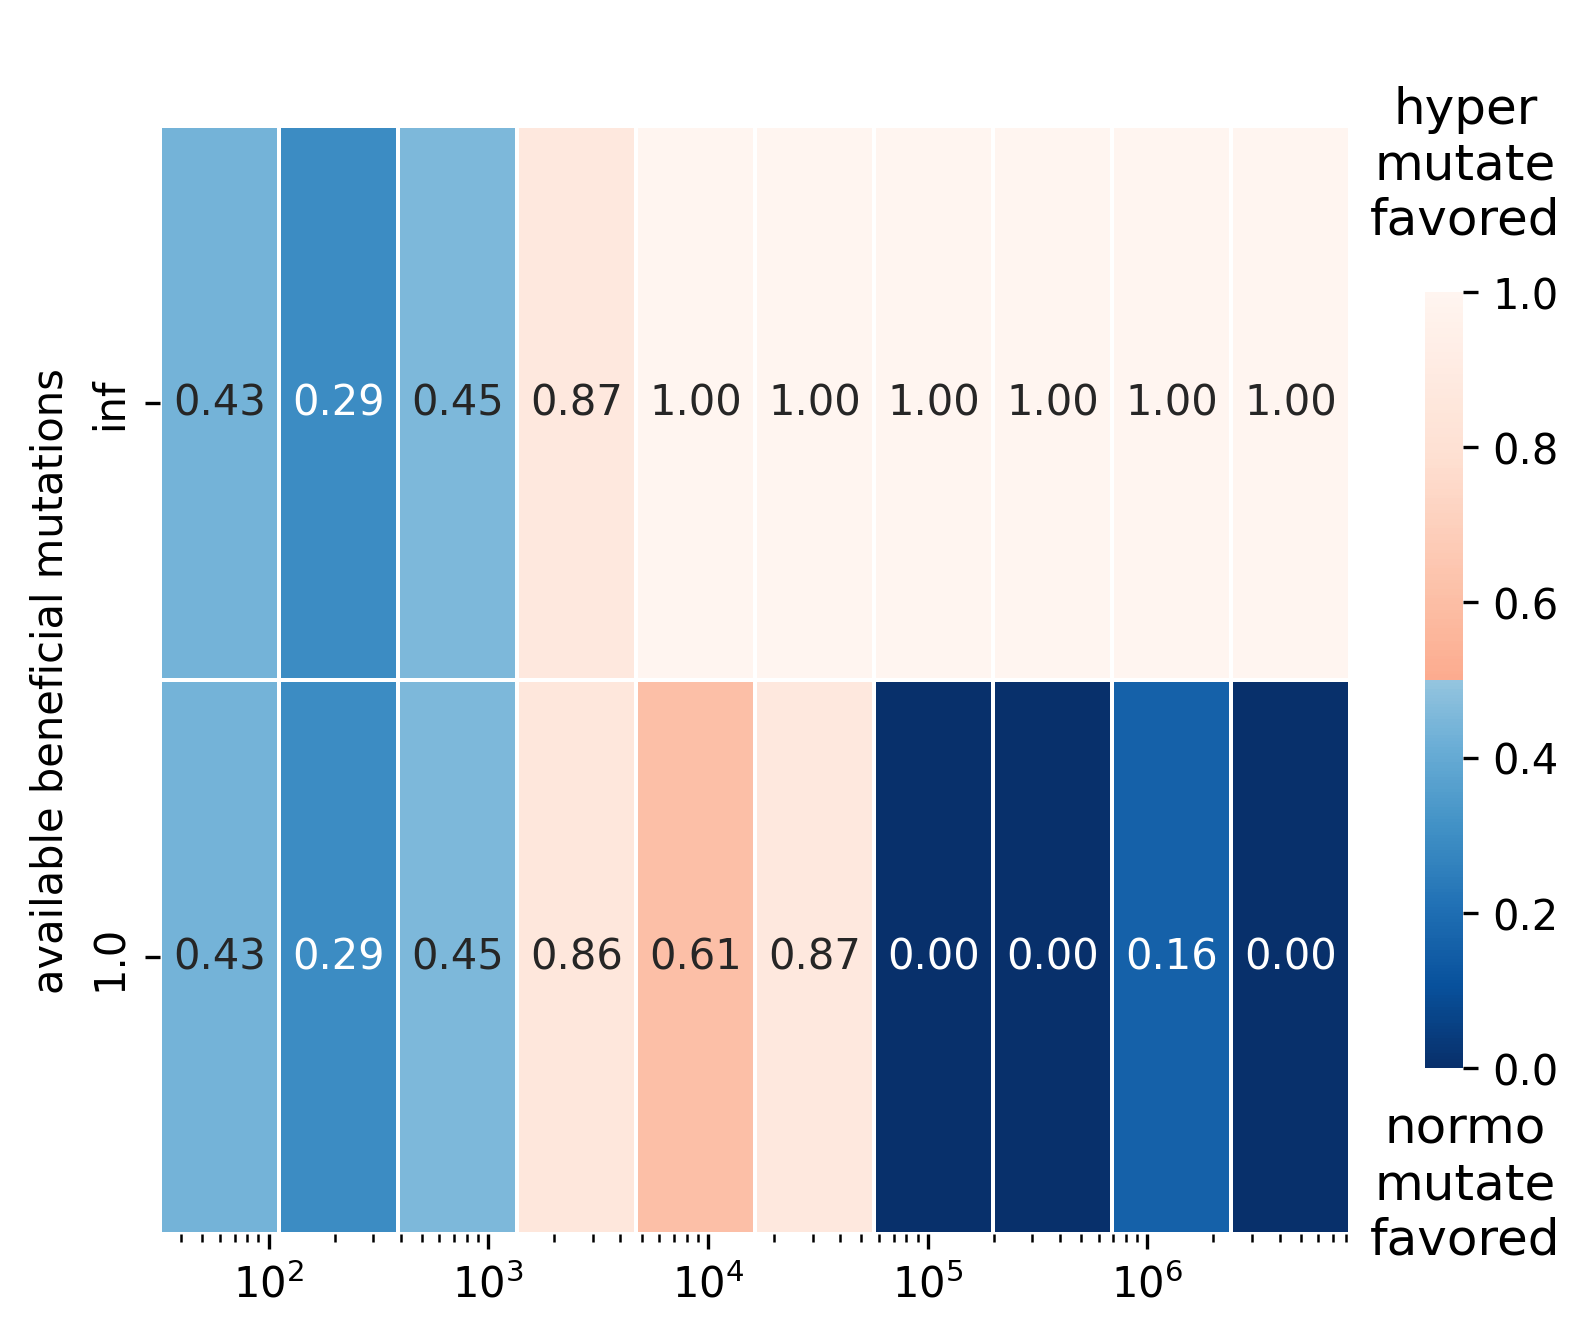 hyper
mutate
favored
available beneficial mutations
inf
0.43 0.29 0.45 0.87 1.00 1.00 1.00 1.00 1.00 1.00
1.0
0.43 0.29 0.45 0.86 0.61 0.87 0.00 0.00 0.16 0.00
10² 10³ 10⁴ 10⁵ 10⁶
1.0
0.8
0.6
0.4
0.2
0.0
normo
mutate
favored